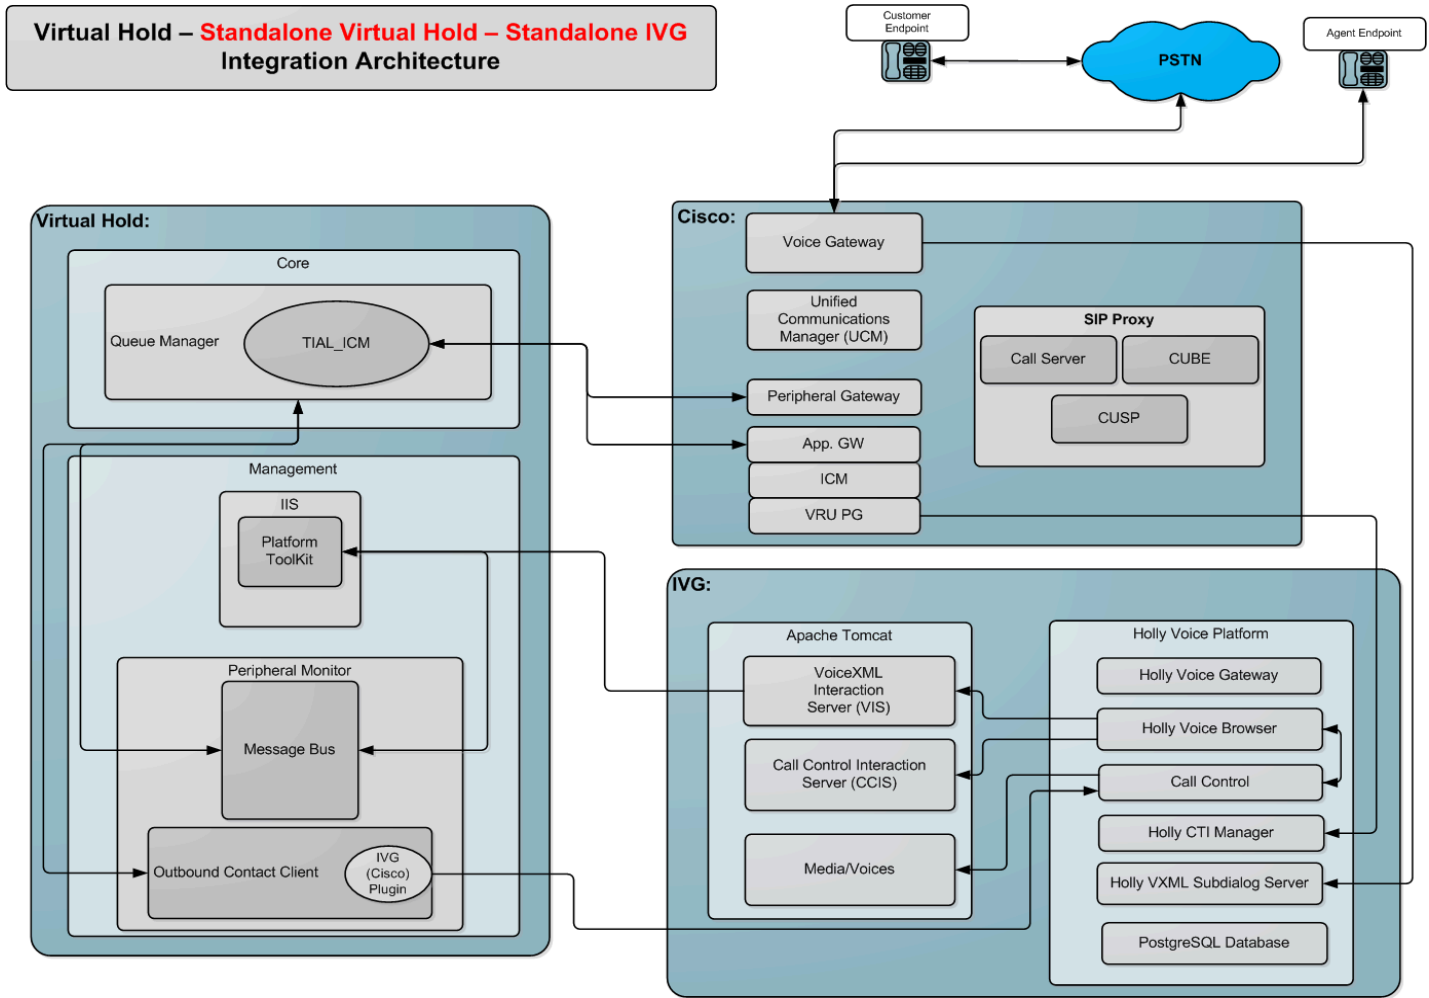 Virtual Hold – Standalone Virtual Hold – Standalone IVG
Integration Architecture
Customer
Endpoint
PSTN
Agent Endpoint
Virtual Hold:
Core
Queue Manager
TIAL_ICM
Management
IIS
Platform
ToolKit
Peripheral Monitor
Message Bus
Outbound Contact Client
IVG
(Cisco)
Plugin
Cisco:
Voice Gateway
Unified
Communications
Manager (UCM)
Peripheral Gateway
App. GW
ICM
VRU PG
SIP Proxy
Call Server
CUBE
CUSP
IVG:
Apache Tomcat
VoiceXML
Interaction
Server (VIS)
Call Control Interaction
Server (CCIS)
Media/Voices
Holly Voice Platform
Holly Voice Gateway
Holly Voice Browser
Call Control
Holly CTI Manager
Holly VXML Subdialog Server
PostgreSQL Database